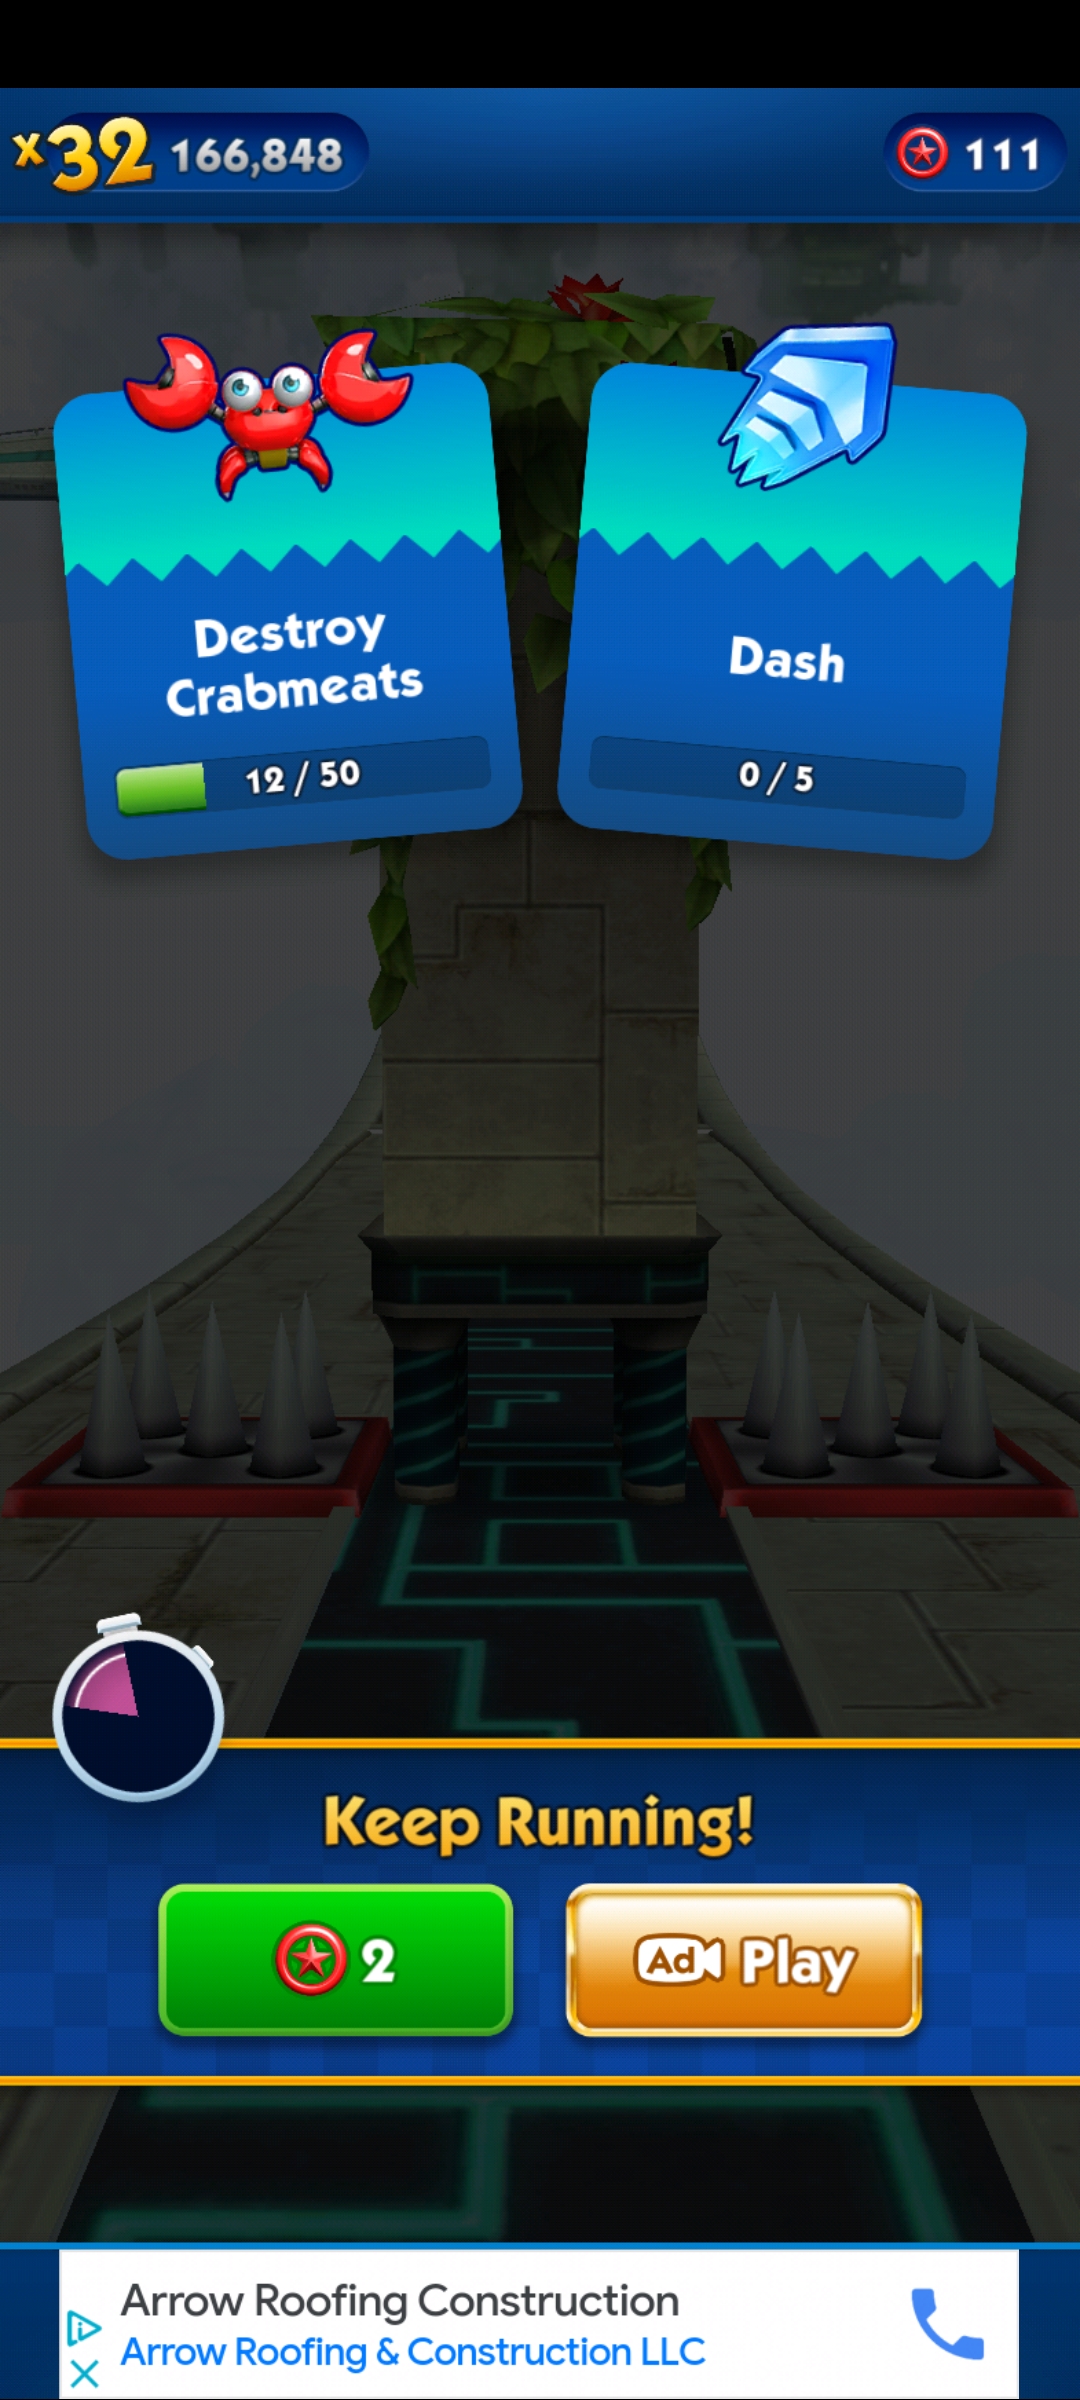 x32 166,848
111
Destroy
Crabmeats
12 / 50
Dash
0 / 5
Keep Running!
2
Ad Play
Arrow Roofing Construction
Arrow Roofing & Construction LLC